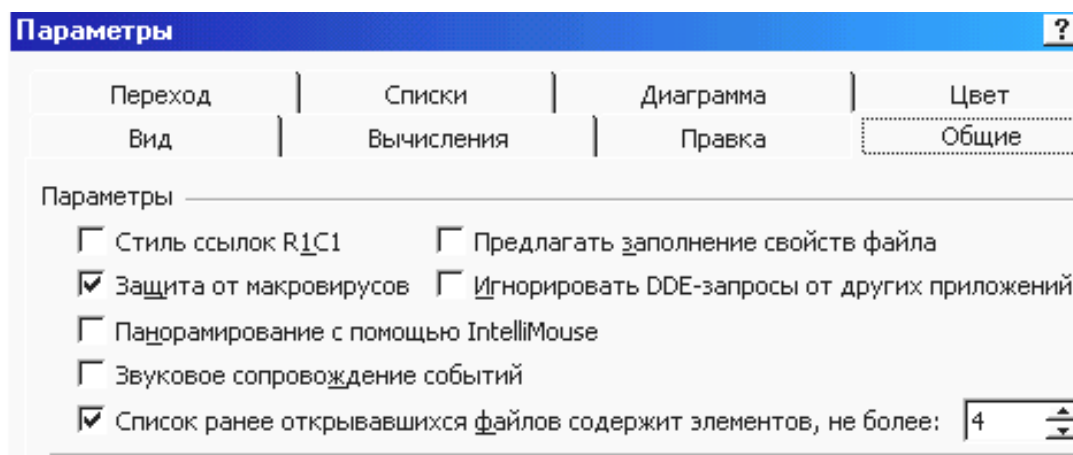 Параметры ?
Переход Списки Диаграмма Цвет
Вид Вычисления Правка Общие
Параметры
Стиль ссылок R1C1 Предлагать заполнение свойств файла
Защита от макровирусов Игнорировать DDE-запросы от других приложений
Панорамирование с помощью IntelliMouse
Звуковое сопровождение событий
Список ранее открывавшихся файлов содержит элементов, не более: 4